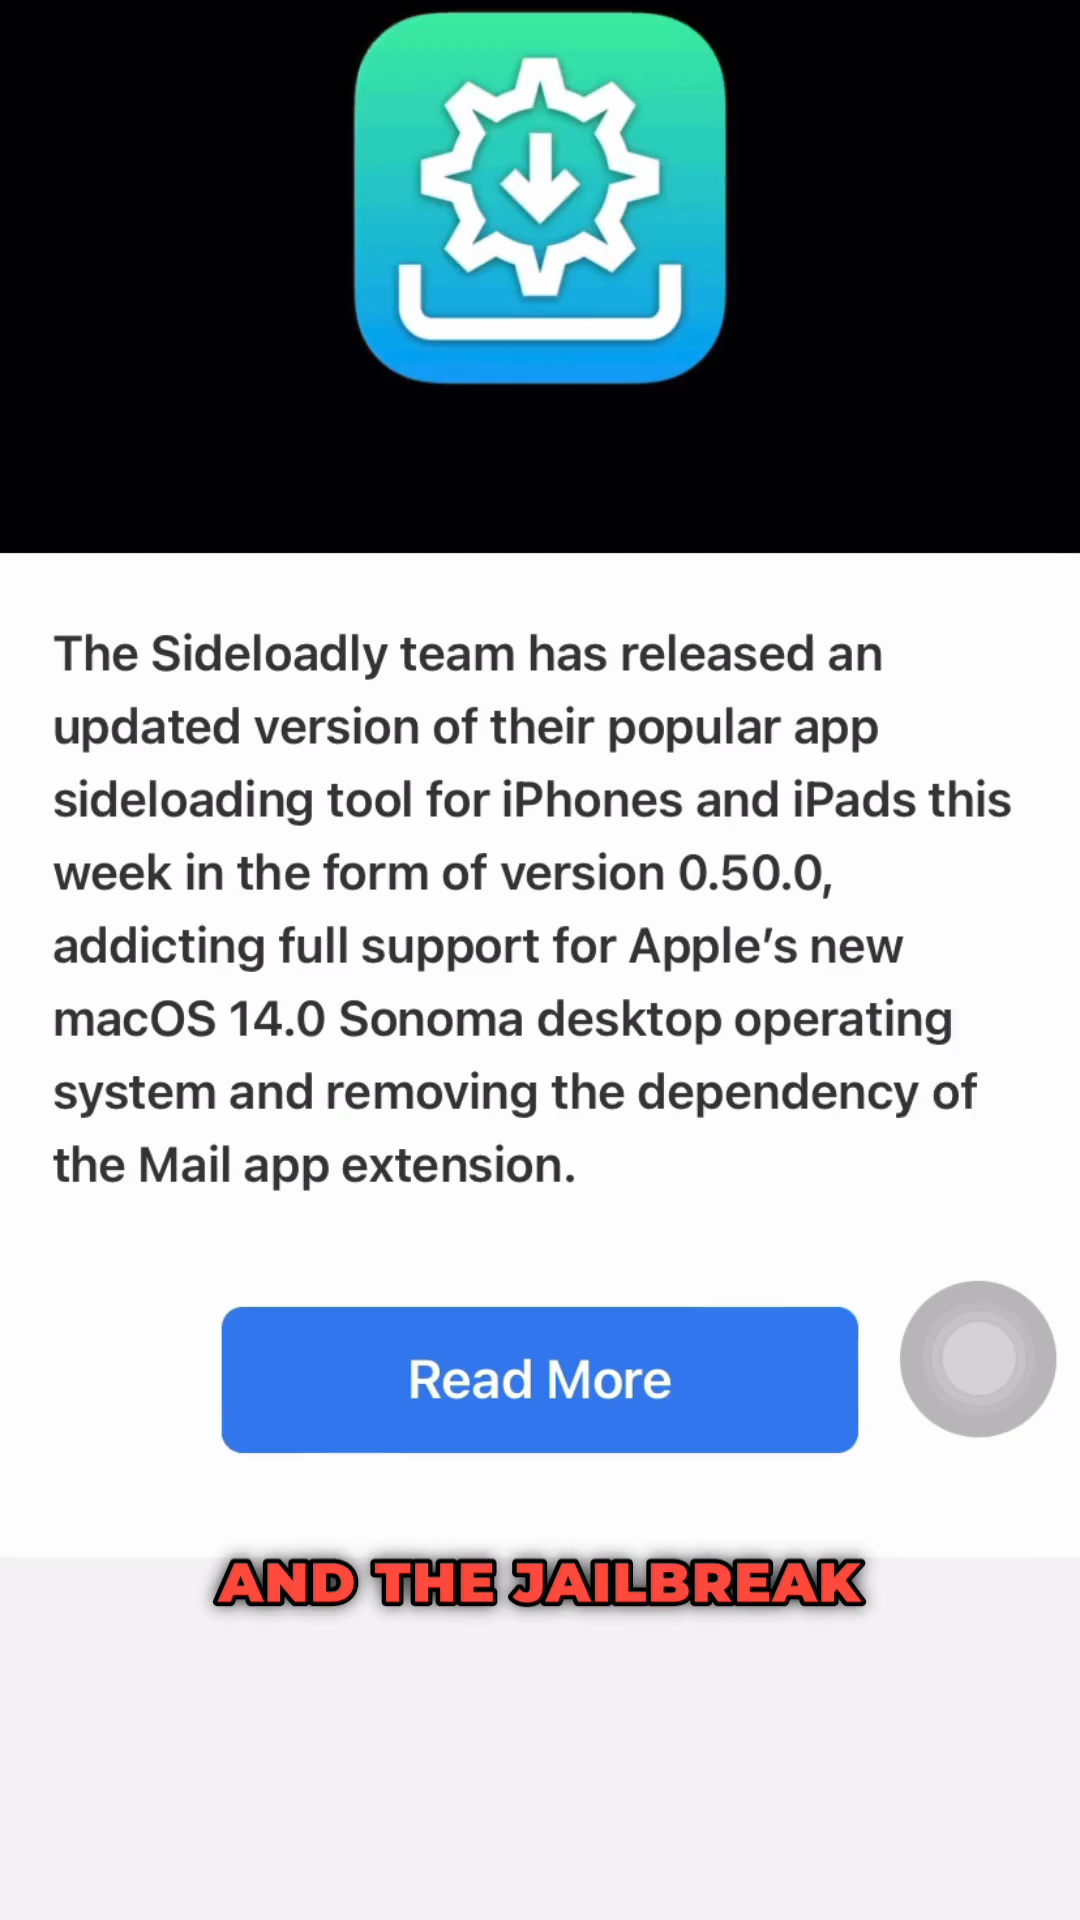 The Sideloadly team has released an
updated version of their popular app
sideloading tool for iPhones and iPads this
week in the form of version 0.50.0,
addicting full support for Apple’s new
macOS 14.0 Sonoma desktop operating
system and removing the dependency of
the Mail app extension.
Read More
AND THE JAILBREAK